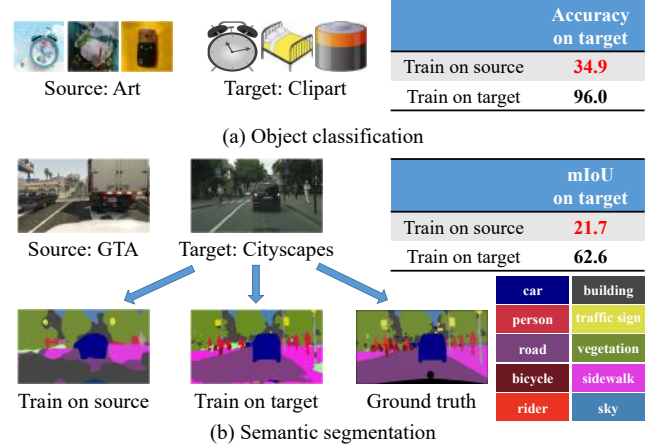 Accuracy
on target
Train on source 34.9
Train on target 96.0
Source: Art
Target: Clipart
(a) Object classification
mIoU
on target
Train on source 21.7
Train on target 62.6
Source: GTA
Target: Cityscapes
car building
person traffic sign
road vegetation
bicycle sidewalk
rider sky
Train on source
Train on target
Ground truth
(b) Semantic segmentation